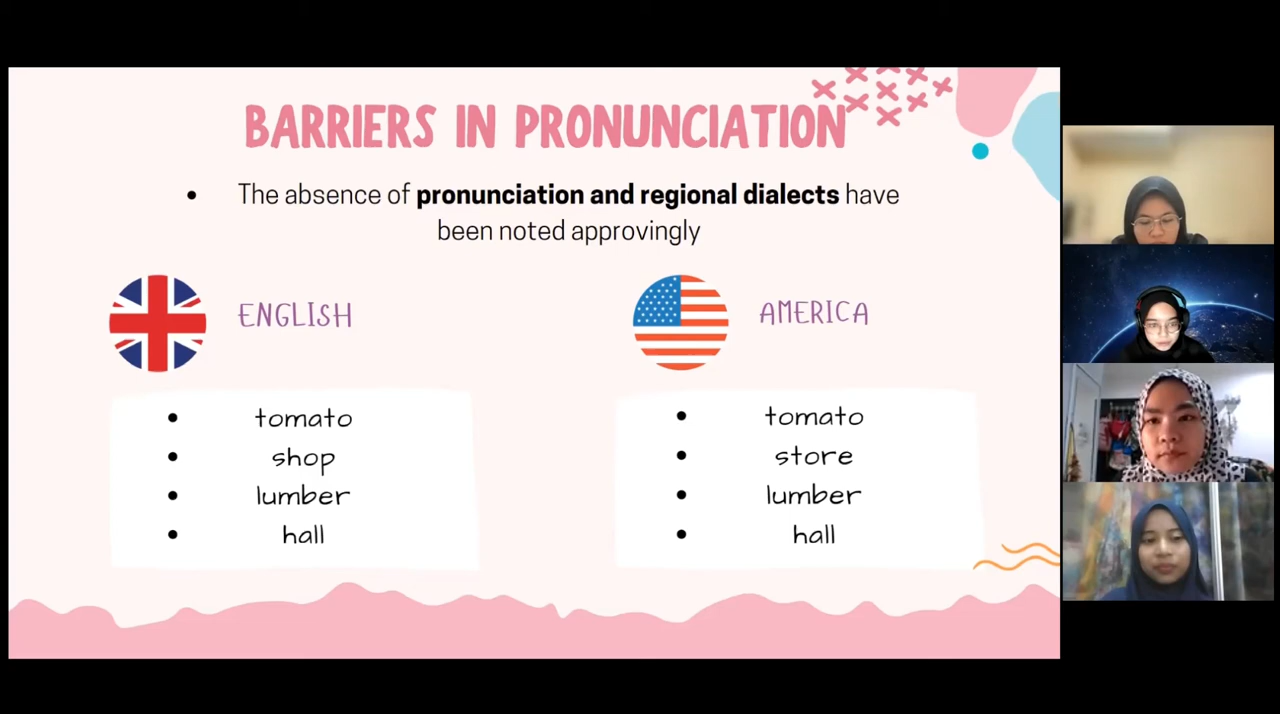 BARRIERS IN PRONUNCIATION
• The absence of pronunciation and regional dialects have
been noted approvingly
ENGLISH
• tomato
• shop
• lumber
• hall
AMERICA
• tomato
• store
• lumber
• hall